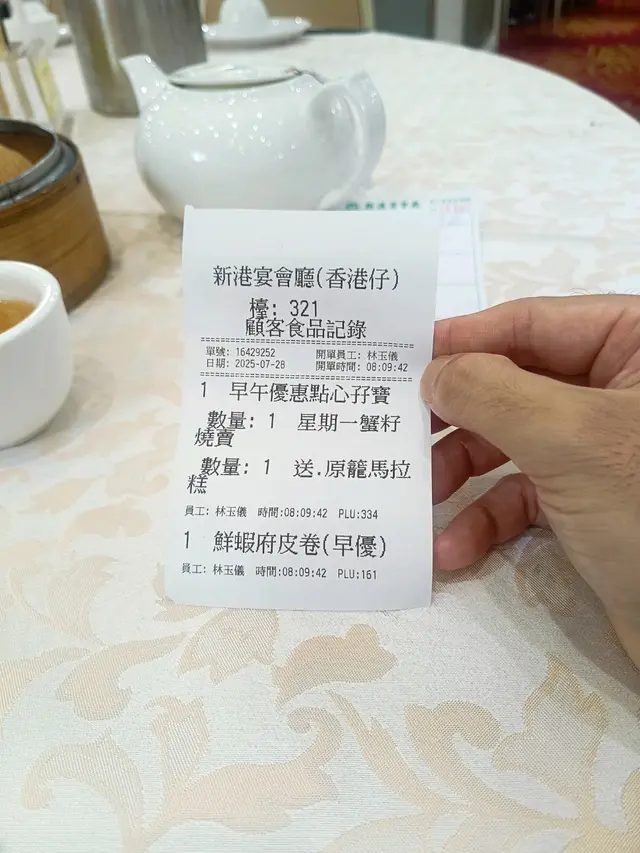 新港宴會廳(香港仔)
檯: 321
顧客食品記錄
單號: 16429252 開單員工: 林玉儀
日期: 2025-07-28 開單時間: 08:09:42
1 早午優惠點心孖寶
數量: 1 星期一蟹籽
燒賣
數量: 1 送.原籠馬拉
糕
員工: 林玉儀 時間:08:09:42 PLU:334
1 鮮蝦府皮卷(早優)
員工: 林玉儀 時間:08:09:42 PLU:161